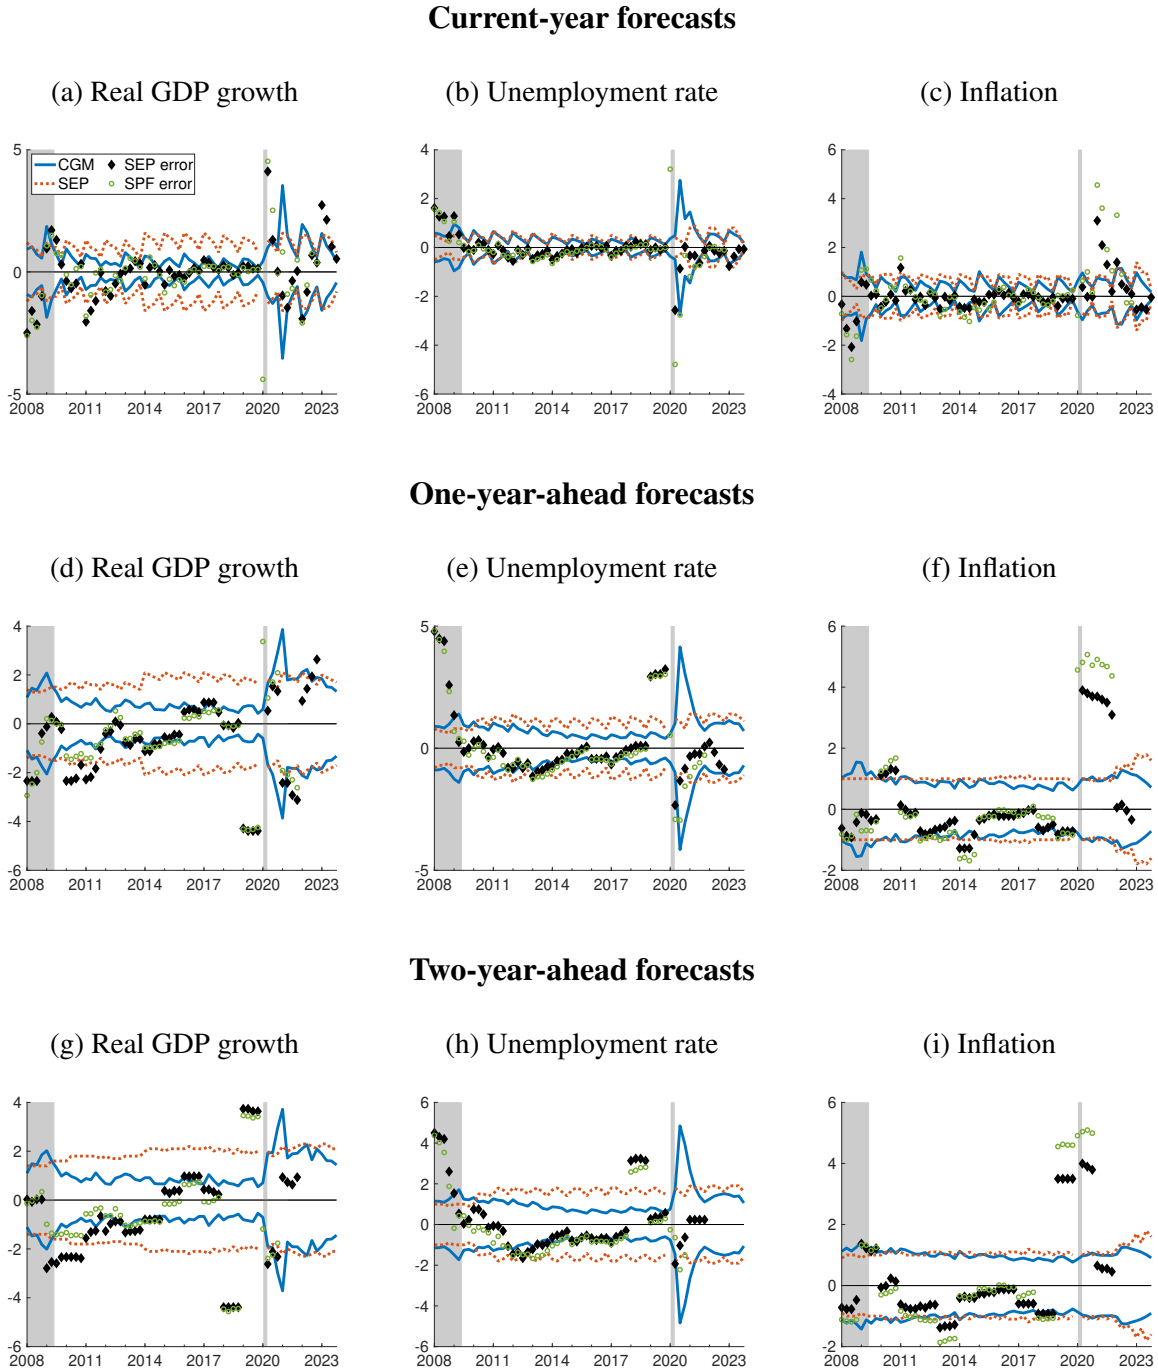 Current-year forecasts
(a) Real GDP growth
(b) Unemployment rate
(c) Inflation
5
0
-5
2008 2011 2014 2017 2020 2023
CGM
SEP error
SEP
SPF error
4
2
0
-2
-4
-6
2008 2011 2014 2017 2020 2023
6
4
2
0
-2
-4
2008 2011 2014 2017 2020 2023
One-year-ahead forecasts
(d) Real GDP growth
(e) Unemployment rate
(f) Inflation
4
2
0
-2
-4
-6
2008 2011 2014 2017 2020 2023
5
0
-5
2008 2011 2014 2017 2020 2023
6
4
2
0
-2
2008 2011 2014 2017 2020 2023
Two-year-ahead forecasts
(g) Real GDP growth
(h) Unemployment rate
(i) Inflation
4
2
0
-2
-4
-6
2008 2011 2014 2017 2020 2023
6
4
2
0
-2
-4
-6
2008 2011 2014 2017 2020 2023
6
4
2
0
-2
2008 2011 2014 2017 2020 2023